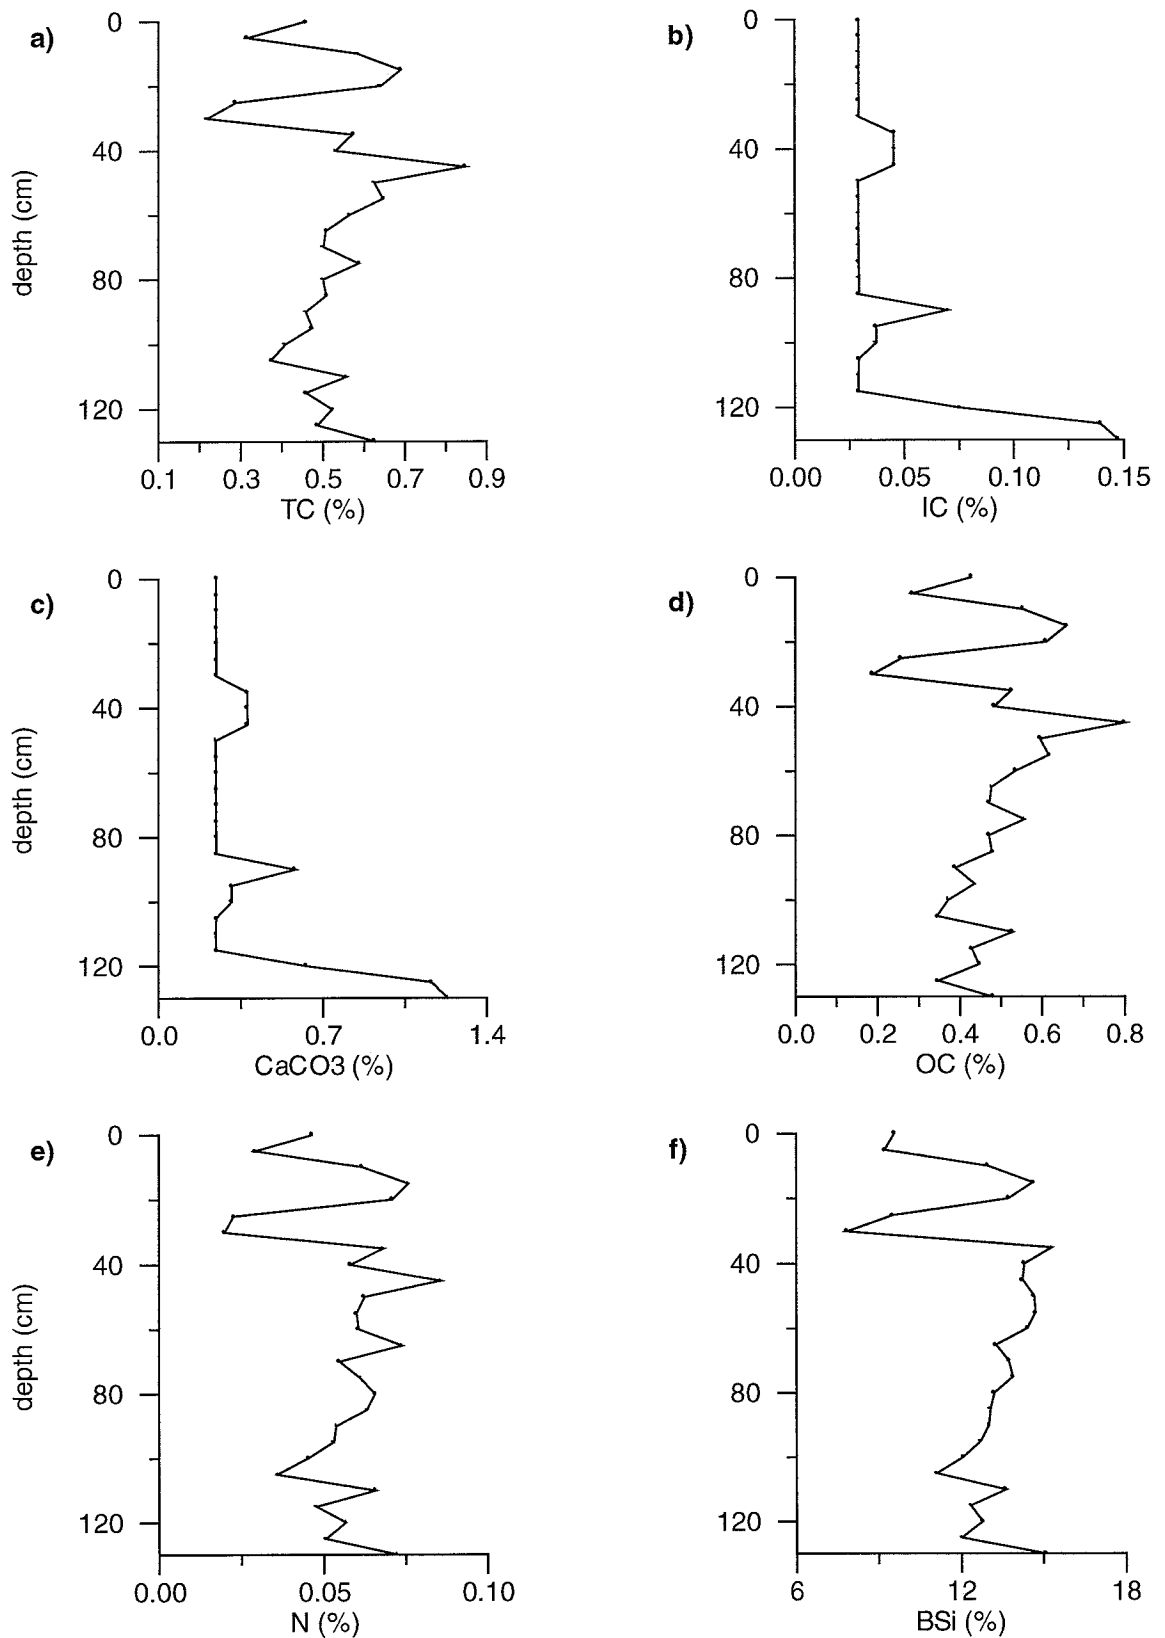 a)
0
40
80
120
depth (cm)
0.1 0.3 0.5 0.7 0.9
TC (%)
b)
0
40
80
120
0.00 0.05 0.10 0.15
IC (%)
c)
0
40
80
120
depth (cm)
0.0 0.7 1.4
CaCO3 (%)
d)
0
40
80
120
0.0 0.2 0.4 0.6 0.8
OC (%)
e)
0
40
80
120
depth (cm)
0.00 0.05 0.10
N (%)
f)
0
40
80
120
6 12 18
BSi (%)